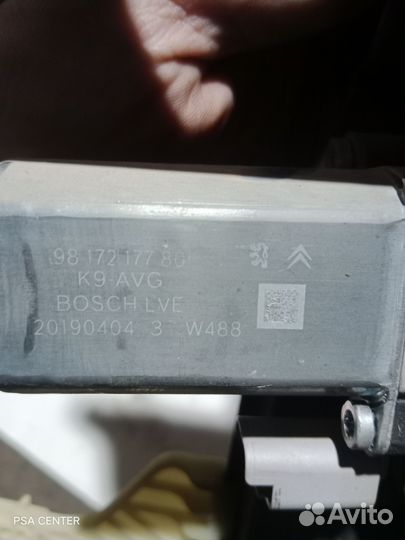 98 172 177 80
K9-AVG
BOSCH LVE
20190404 3 W488
PSA CENTER
Avito